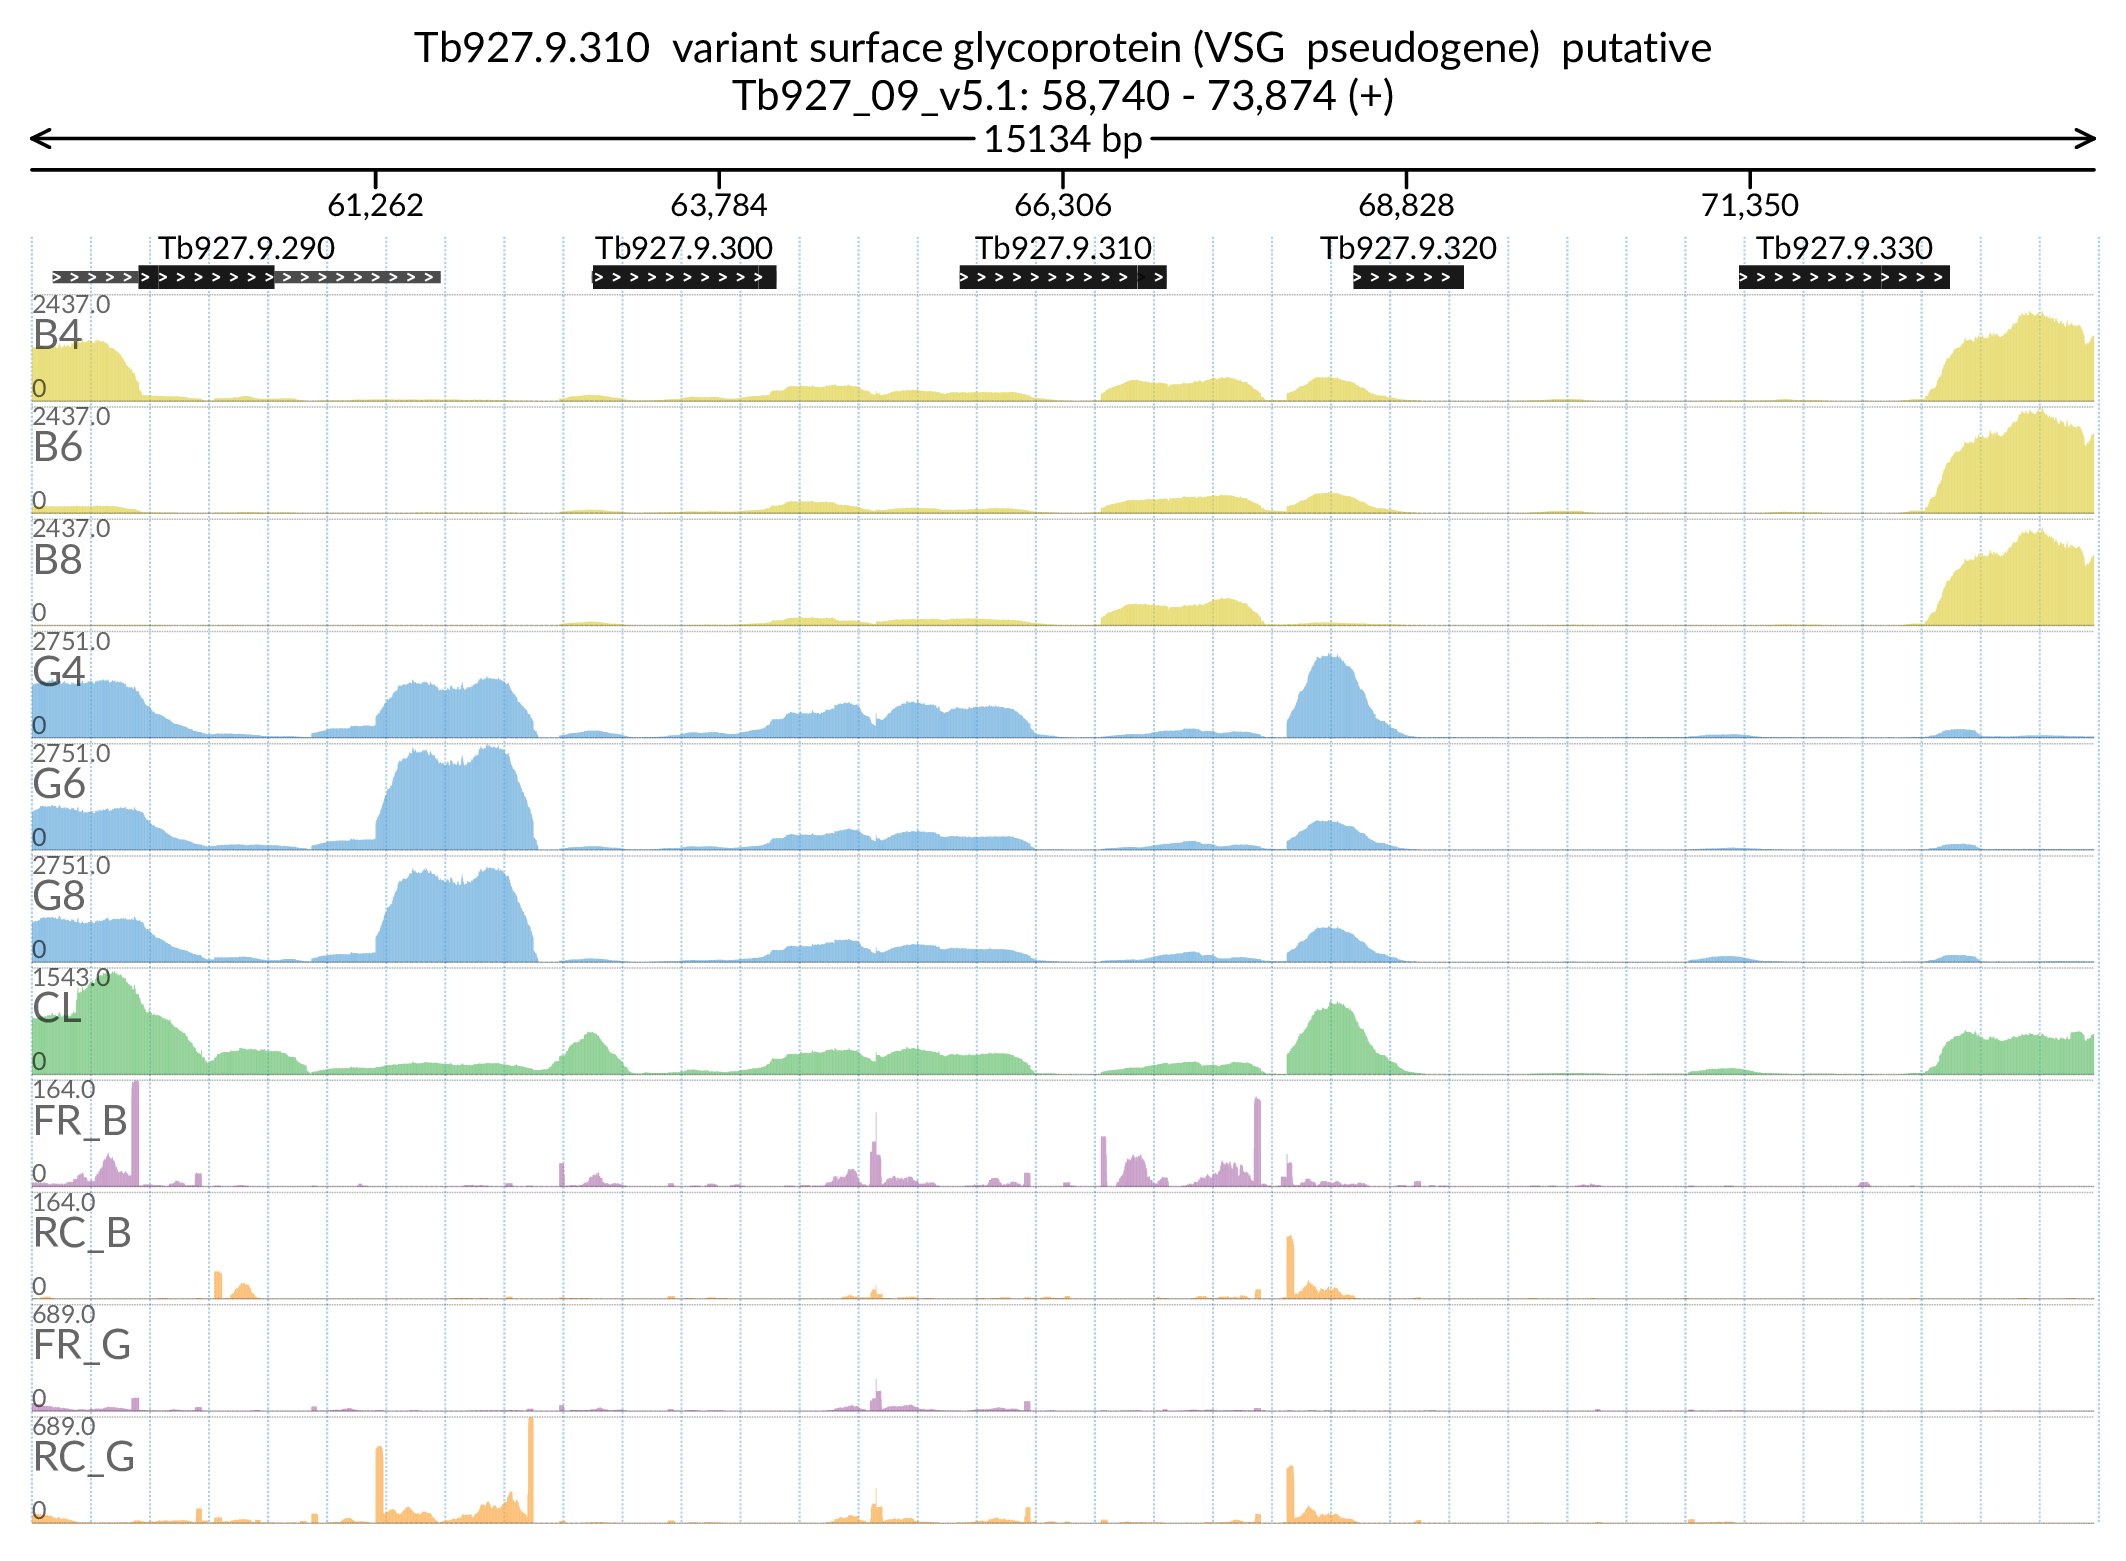 Tb927.9.310  variant surface glycoprotein (VSG  pseudogene)  putative
Tb927_09_v5.1: 58,740 - 73,874 (+)
15134 bp
61,262 63,784 66,306 68,828 71,350
Tb927.9.290 Tb927.9.300 Tb927.9.310 Tb927.9.320 Tb927.9.330
2437.0
B4
0
2437.0
B6
0
2437.0
B8
0
2751.0
G4
0
2751.0
G6
0
2751.0
G8
0
1543.0
CL
0
164.0
FR_B
0
164.0
RC_B
0
689.0
FR_G
0
689.0
RC_G
0